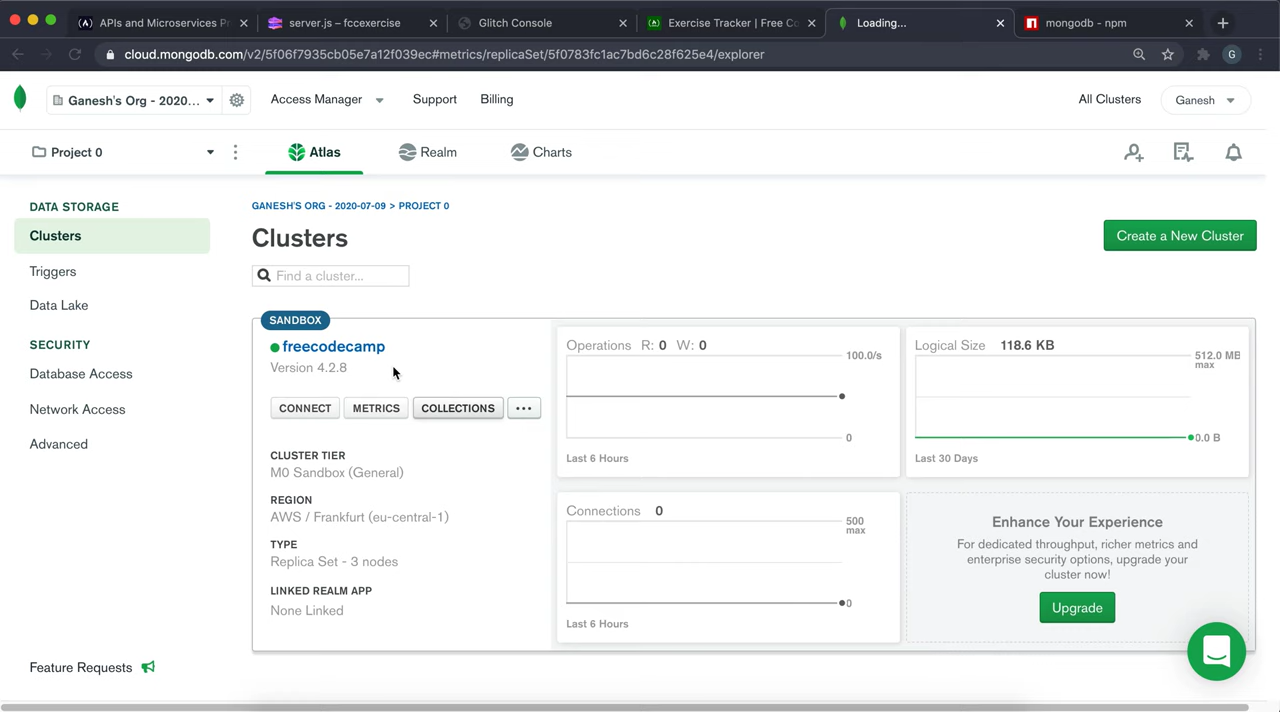 APIs and Microservices P
server.js – fccexercise
Glitch Console
Exercise Tracker | Free Co
Loading...
mongodb - npm
cloud.mongodb.com/v2/5f06f7935cb05e7a12f039ec#metrics/replicaSet/5f0783fc1ac7bd6c28f625e4/explorer
G
Ganesh's Org - 2020...
Access Manager
Support
Billing
All Clusters
Ganesh
Project 0
Atlas
Realm
Charts
DATA STORAGE
Clusters
Triggers
Data Lake
SECURITY
Database Access
Network Access
Advanced
Feature Requests
GANESH'S ORG - 2020-07-09 > PROJECT 0
Clusters
Create a New Cluster
Find a cluster...
SANDBOX
freecodecamp
Version 4.2.8
CONNECT
METRICS
COLLECTIONS
...
CLUSTER TIER
M0 Sandbox (General)
REGION
AWS / Frankfurt (eu-central-1)
TYPE
Replica Set - 3 nodes
LINKED REALM APP
None Linked
Operations R: 0 W: 0
100.0/s
0
Last 6 Hours
Logical Size 118.6 KB
512.0 MB
max
0.0 B
Last 30 Days
Connections 0
500
max
0
Last 6 Hours
Enhance Your Experience
For dedicated throughput, richer metrics and
enterprise security options, upgrade your
cluster now!
Upgrade